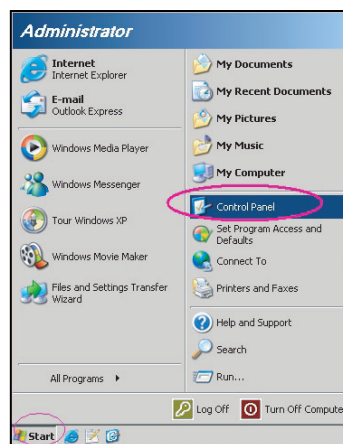 Administrator
Internet
Internet Explorer
E-mail
Outlook Express
Windows Media Player
Windows Messenger
Tour Windows XP
Windows Movie Maker
Files and Settings Transfer
Wizard
All Programs
My Documents
My Recent Documents
My Pictures
My Music
My Computer
Control Panel
Set Program Access and
Defaults
Connect To
Printers and Faxes
Help and Support
Search
Run...
Log Off
Turn Off Compute
Start